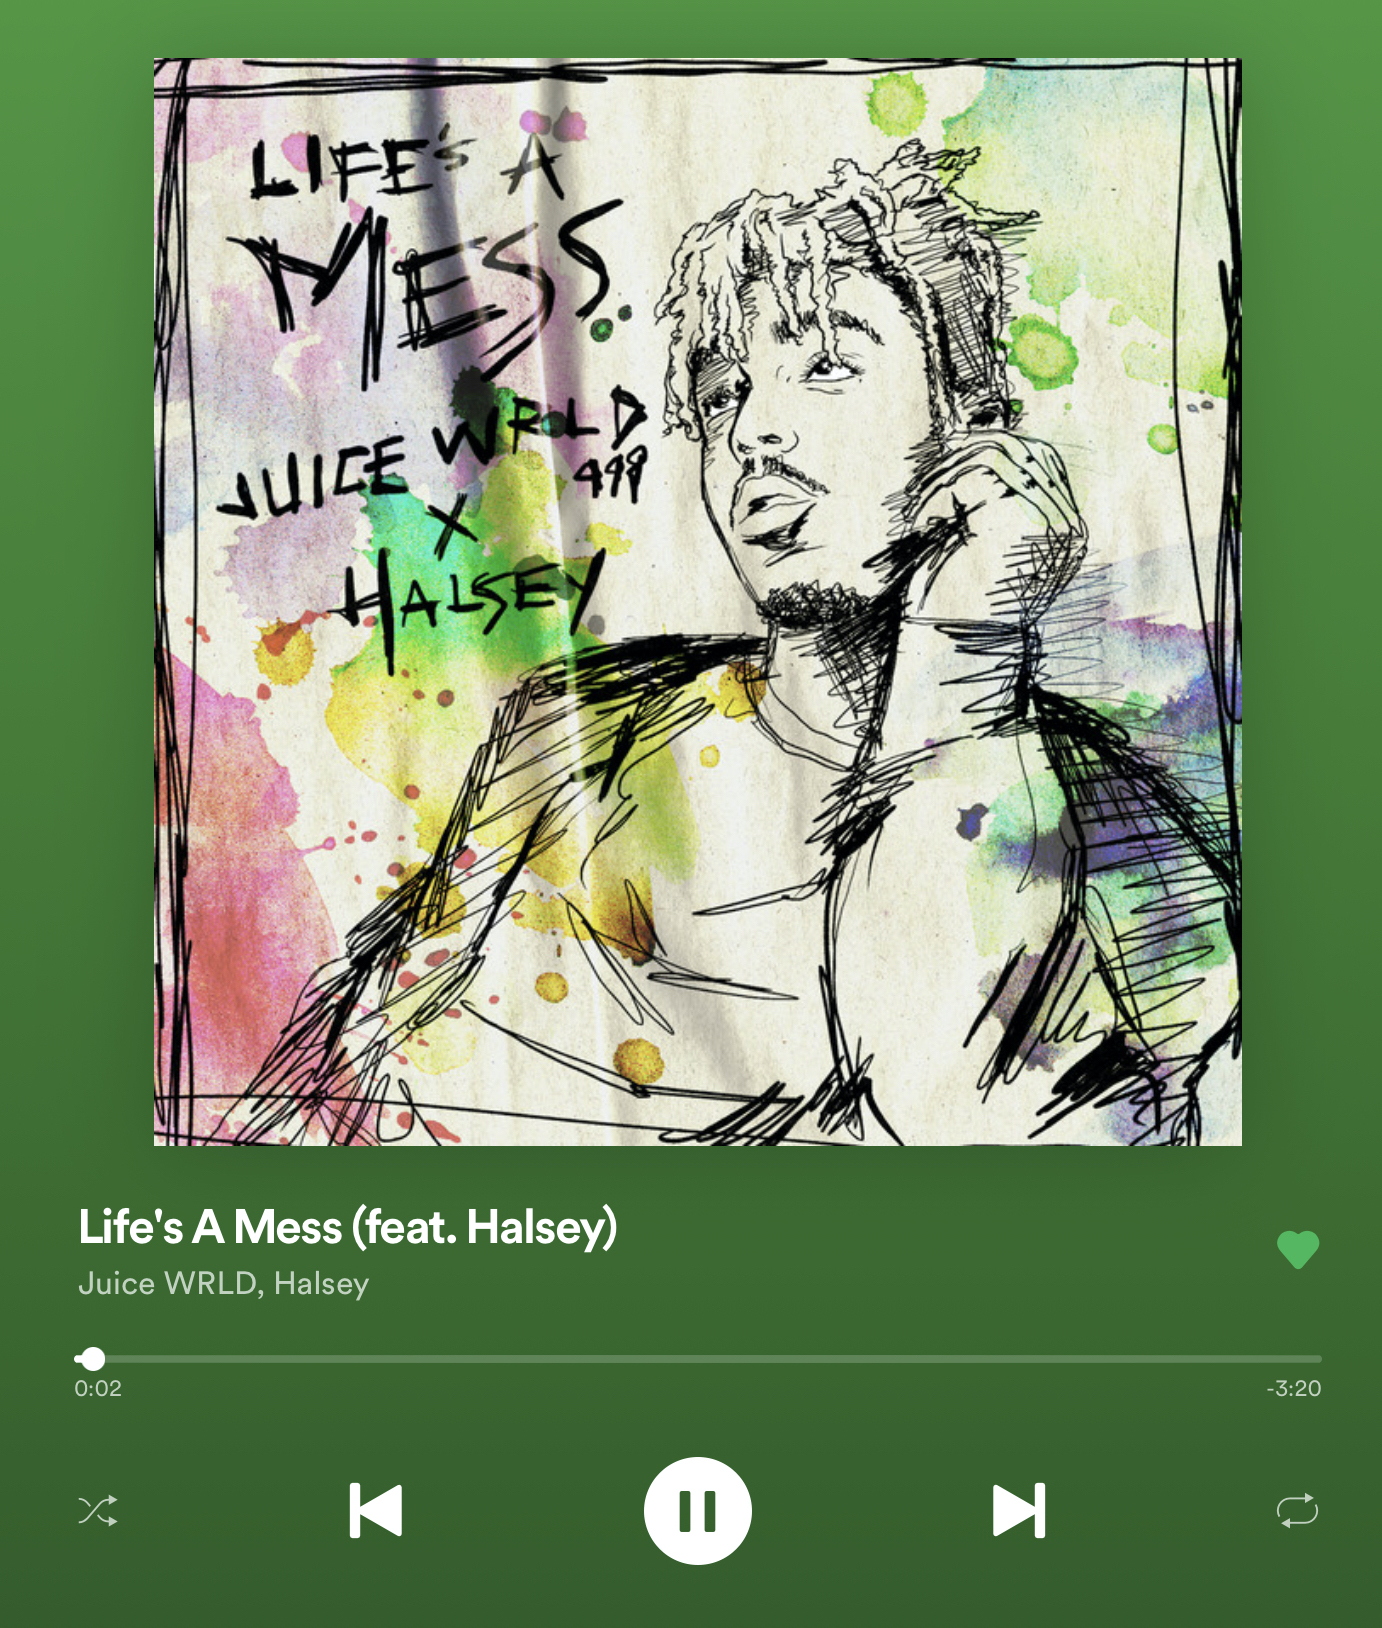 LIFE'S A
MESS.
JUICE WRLD
999
X
HALSEY
Life's A Mess (feat. Halsey)
Juice WRLD, Halsey
0:02
-3:20